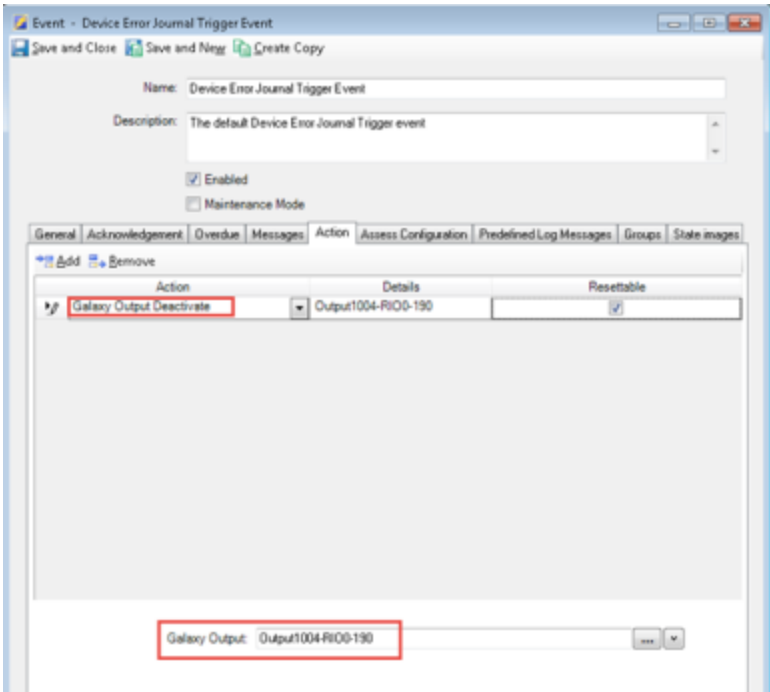 Event - Device Error Journal Trigger Event
Save and Close Save and New Create Copy
Name: Device Error Journal Trigger Event
Description: The default Device Error Journal Trigger event
Enabled
Maintenance Mode
General Acknowledgement Overdue Messages Action Assess Configuration Predefined Log Messages Groups State images
Add Remove
Action Details Resettable
Galaxy Output Deactivate Output1004-RIO0-190
Galaxy Output: Output1004-RIO0-190 ...